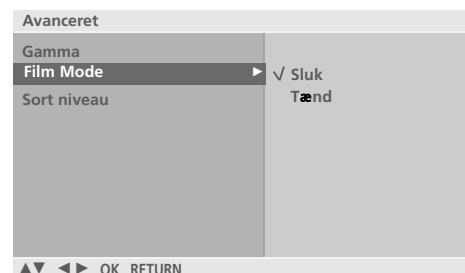 Avanceret
Gamma
Film Mode ▶
√ Sluk
Tænd
Sort niveau
▲▼ ◀ ▶ OK RETURN